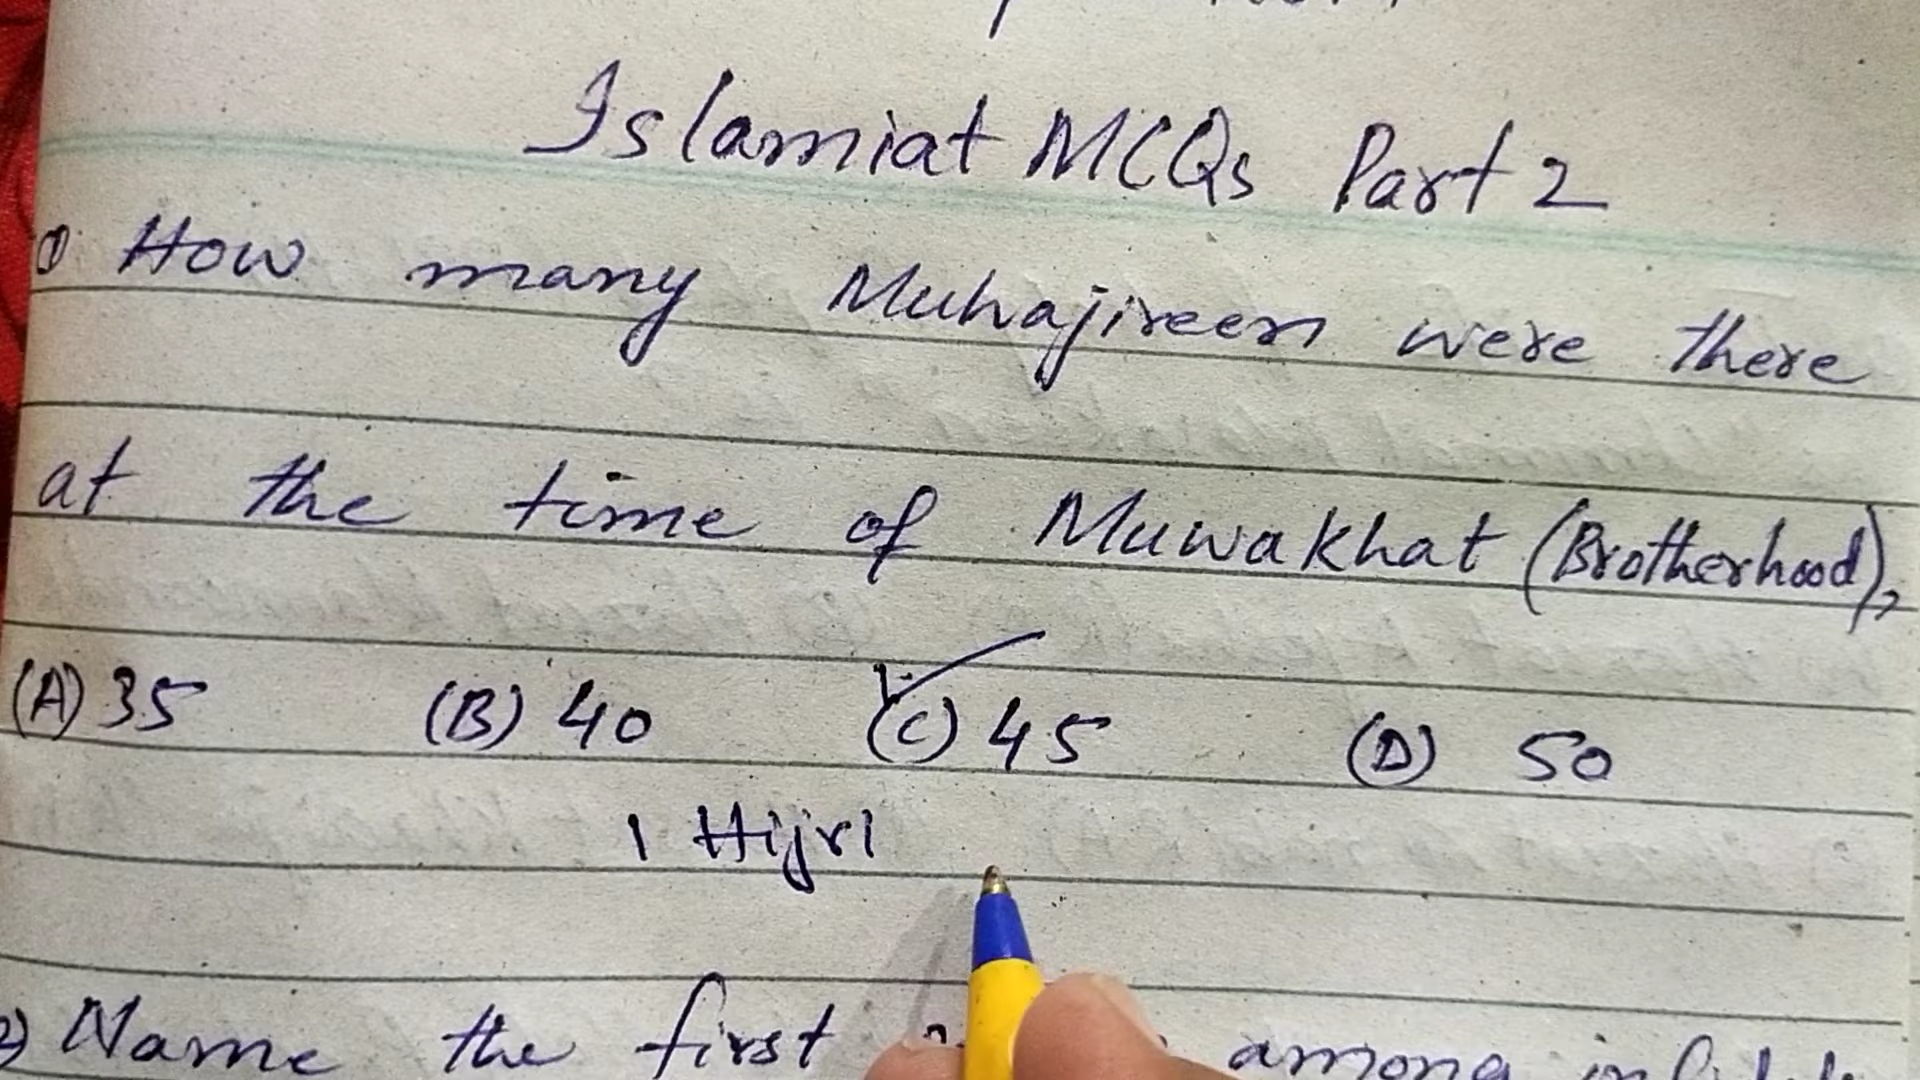 Islamiat MCQs Part 2
① How many Muhajireen were there
at the time of Muwakhat (Brotherhood),
(A) 35 (B) 40 (C) 45 (D) 50
1 Hijri
2) Name the first among